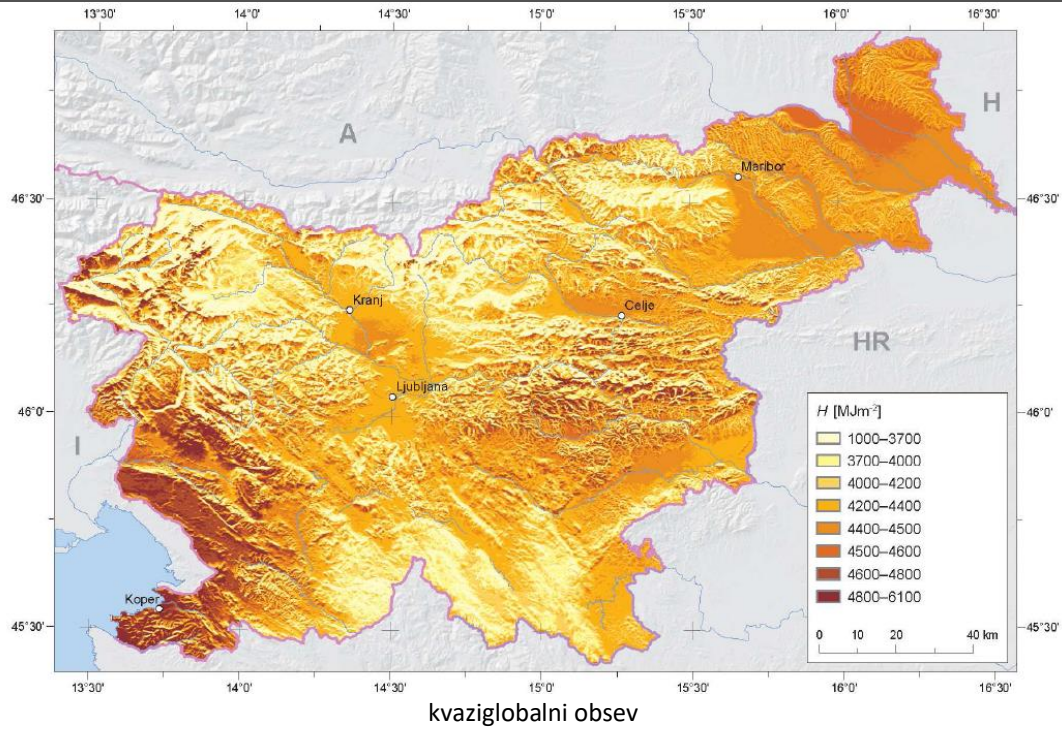 13°30' 14°0' 14°30' 15°0' 15°30' 16°0' 16°30'
A
H
Maribor
46°30' 46°30'
Kranj
Celje
HR
Ljubljana
46°0' 46°0'
I
H [MJm-2]
1000–3700
3700–4000
4000–4200
4200–4400
4400–4500
4500–4600
4600–4800
4800–6100
Koper
0 10 20 40 km
45°30' 45°30'
13°30' 14°0' 14°30' 15°0' 15°30' 16°0' 16°30'
kvaziglobalni obsev